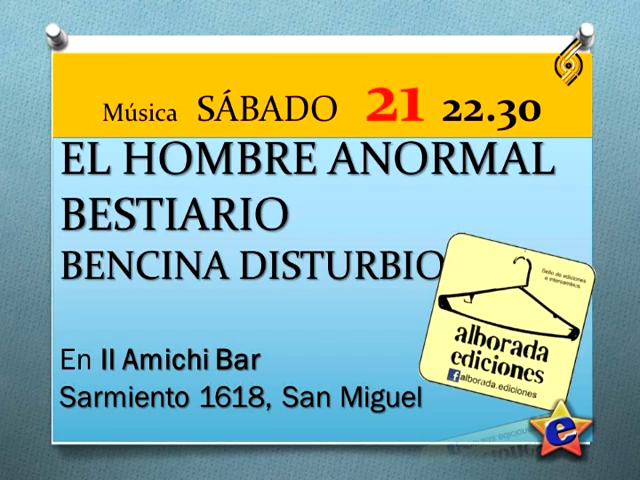 Música SÁBADO 21 22.30
EL HOMBRE ANORMAL
BESTIARIO
BENCINA DISTURBIO
Sello de ediciones
e intercambios
alborada
ediciones
f alborada.ediciones
En Il Amichi Bar
Sarmiento 1618, San Miguel
e